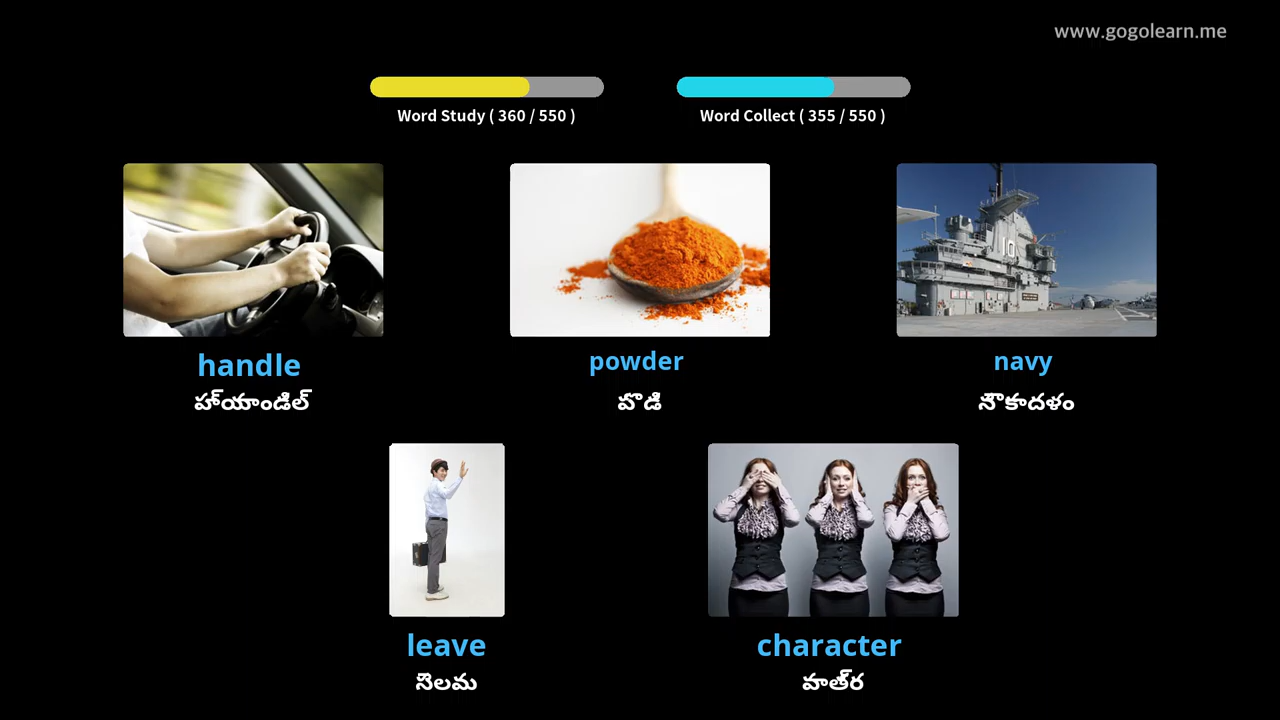 www.gogolearn.me
Word Study ( 360 / 550 )
Word Collect ( 355 / 550 )
handle
powder
navy
హ్యాండిల్
పొడి
నౌకాదళం
leave
character
సెలవు
పాత్ర